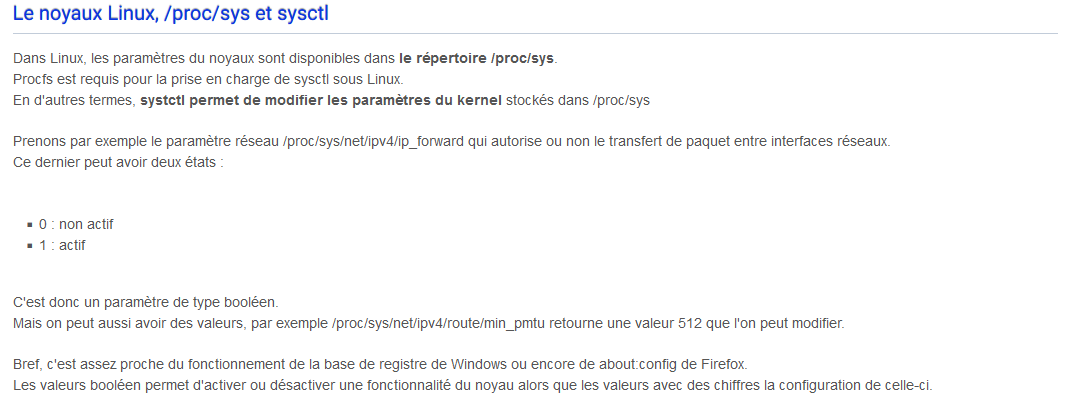 Le noyaux Linux, /proc/sys et sysctl
Dans Linux, les paramètres du noyaux sont disponibles dans le répertoire /proc/sys.
Procfs est requis pour la prise en charge de sysctl sous Linux.
En d'autres termes, systctl permet de modifier les paramètres du kernel stockés dans /proc/sys
Prenons par exemple le paramètre réseau /proc/sys/net/ipv4/ip_forward qui autorise ou non le transfert de paquet entre interfaces réseaux.
Ce dernier peut avoir deux états :
▪ 0 : non actif
▪ 1 : actif
C'est donc un paramètre de type booléen.
Mais on peut aussi avoir des valeurs, par exemple /proc/sys/net/ipv4/route/min_pmtu retourne une valeur 512 que l'on peut modifier.
Bref, c'est assez proche du fonctionnement de la base de registre de Windows ou encore de about:config de Firefox.
Les valeurs booléen permet d'activer ou désactiver une fonctionnalité du noyau alors que les valeurs avec des chiffres la configuration de celle-ci.